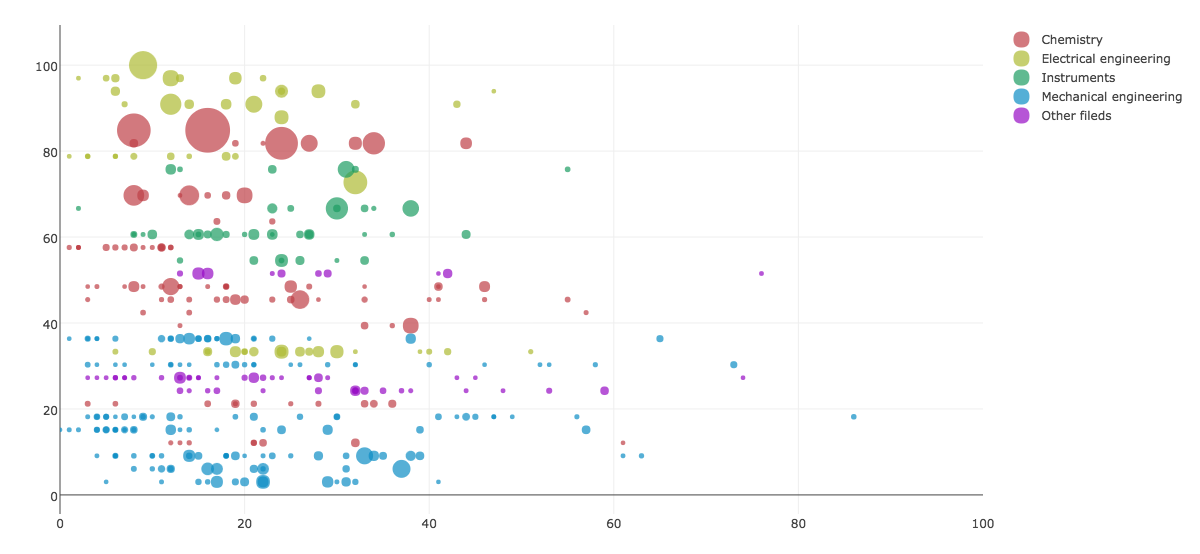 100
80
60
40
20
0
0 20 40 60 80 100
Chemistry
Electrical engineering
Instruments
Mechanical engineering
Other fileds